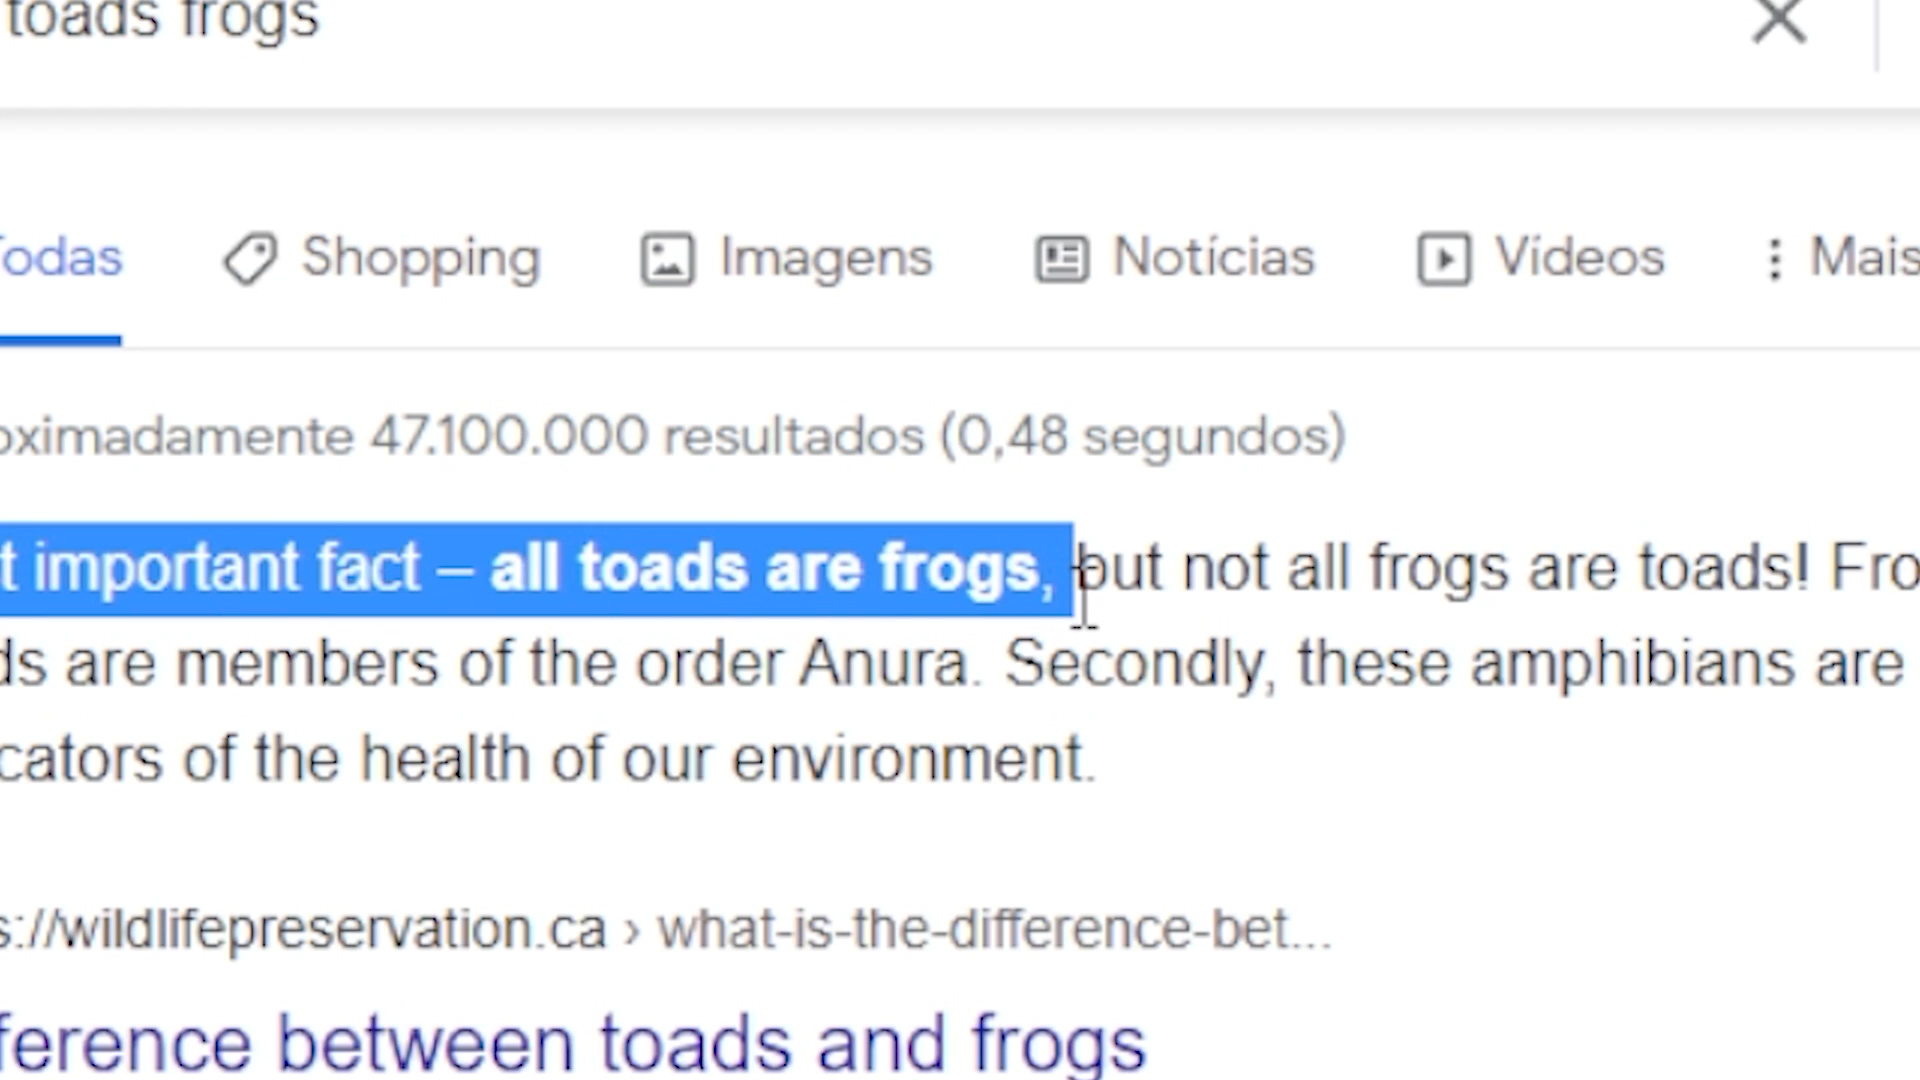 toads frogs
Todas Shopping Imagens Notícias Vídeos Mais
oximadamente 47.100.000 resultados (0,48 segundos)
t important fact – all toads are frogs, but not all frogs are toads! Fro
ds are members of the order Anura. Secondly, these amphibians are
cators of the health of our environment.
s://wildlifepreservation.ca › what-is-the-difference-bet...
ference between toads and frogs